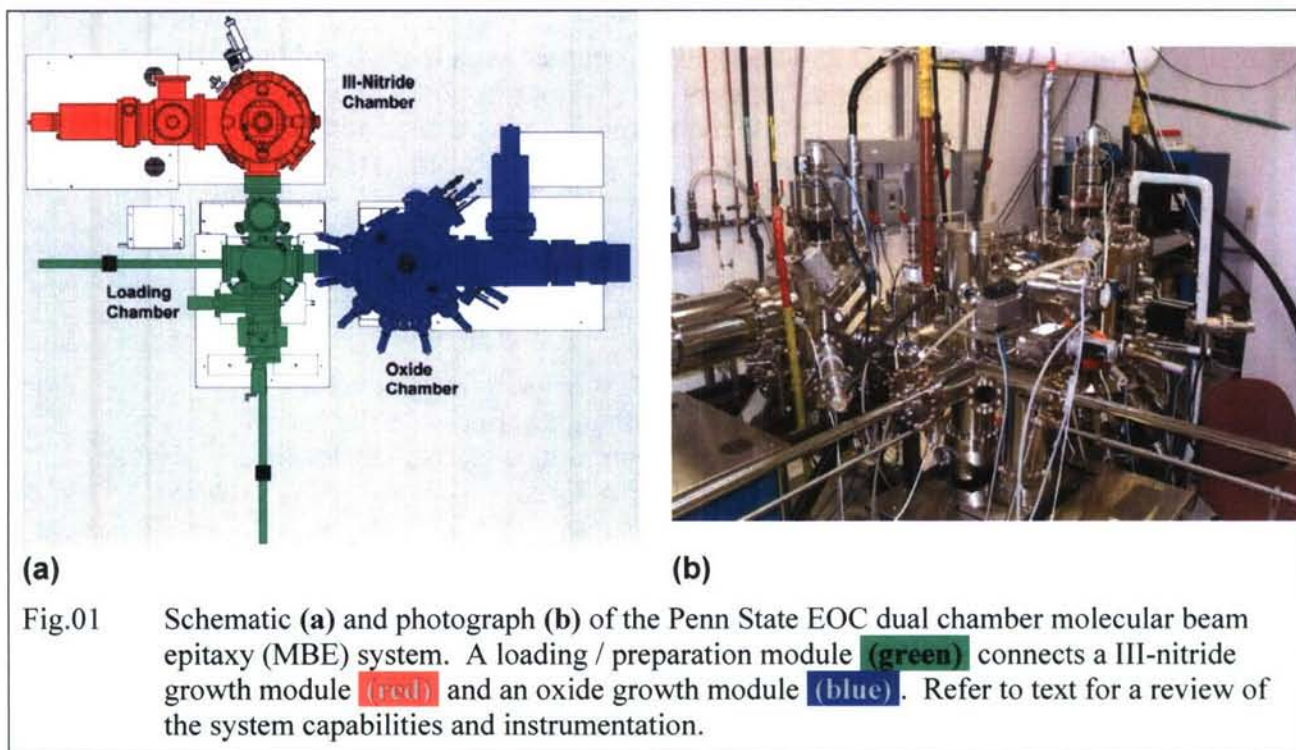 III-Nitride
Chamber
Loading
Chamber
Oxide
Chamber
(a)
(b)
Fig.01 Schematic (a) and photograph (b) of the Penn State EOC dual chamber molecular beam
epitaxy (MBE) system. A loading / preparation module (green) connects a III-nitride
growth module (red) and an oxide growth module (blue). Refer to text for a review of
the system capabilities and instrumentation.